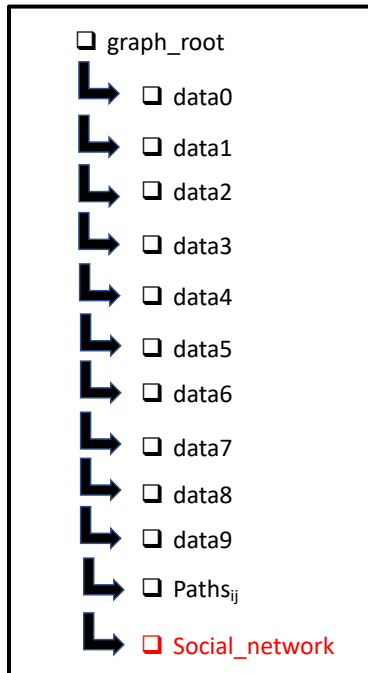 graph_root
data0
data1
data2
data3
data4
data5
data6
data7
data8
data9
Pathsij
Social_network